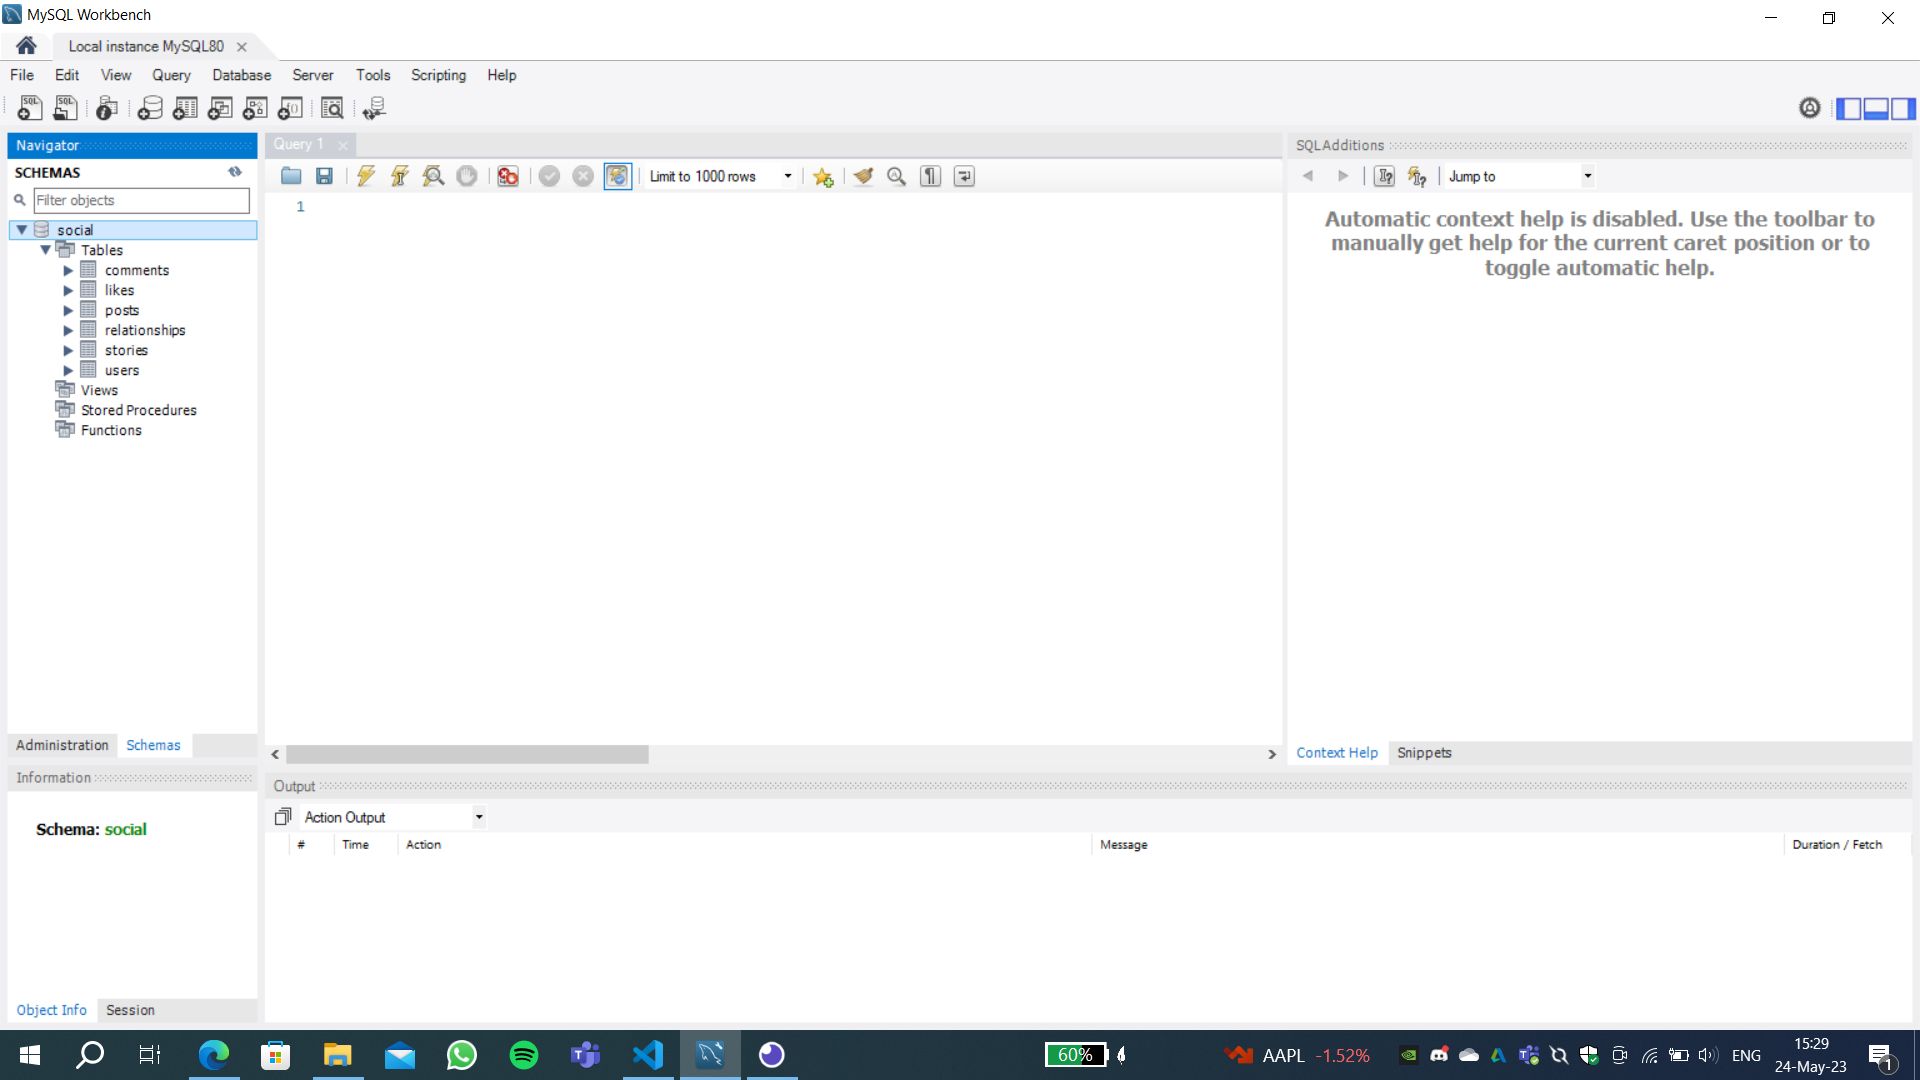 MySQL Workbench
Local instance MySQL80
File Edit View Query Database Server Tools Scripting Help
Navigator
SCHEMAS
Filter objects
social
Tables
comments
likes
posts
relationships
stories
users
Views
Stored Procedures
Functions
Administration Schemas
Information
Schema: social
Object Info Session
Query 1
Limit to 1000 rows
1
SQLAdditions
Jump to
Automatic context help is disabled. Use the toolbar to
manually get help for the current caret position or to
toggle automatic help.
Context Help Snippets
Output
Action Output
# Time Action Message Duration / Fetch
60%
AAPL -1.52%
ENG
15:29
24-May-23
1